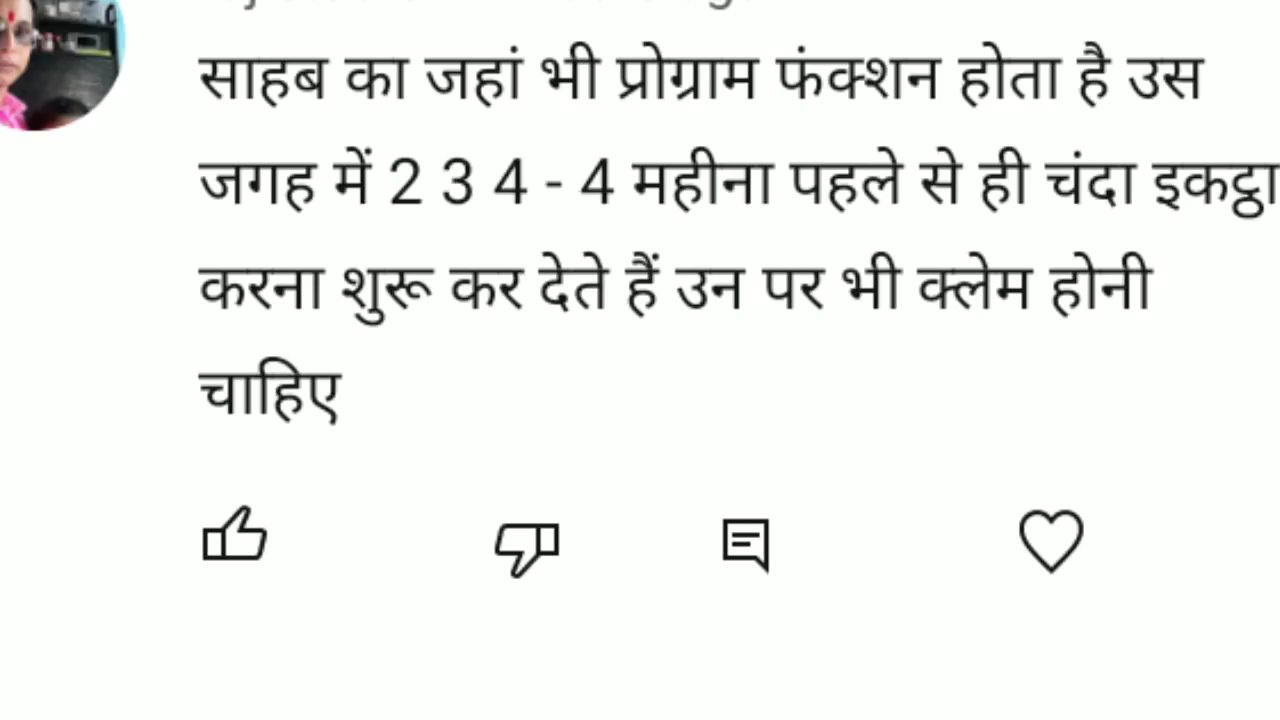 साहब का जहां भी प्रोग्राम फंक्शन होता है उस
जगह में 2 3 4 - 4 महीना पहले से ही चंदा इकट्ठा
करना शुरू कर देते हैं उन पर भी क्लेम होनी
चाहिए